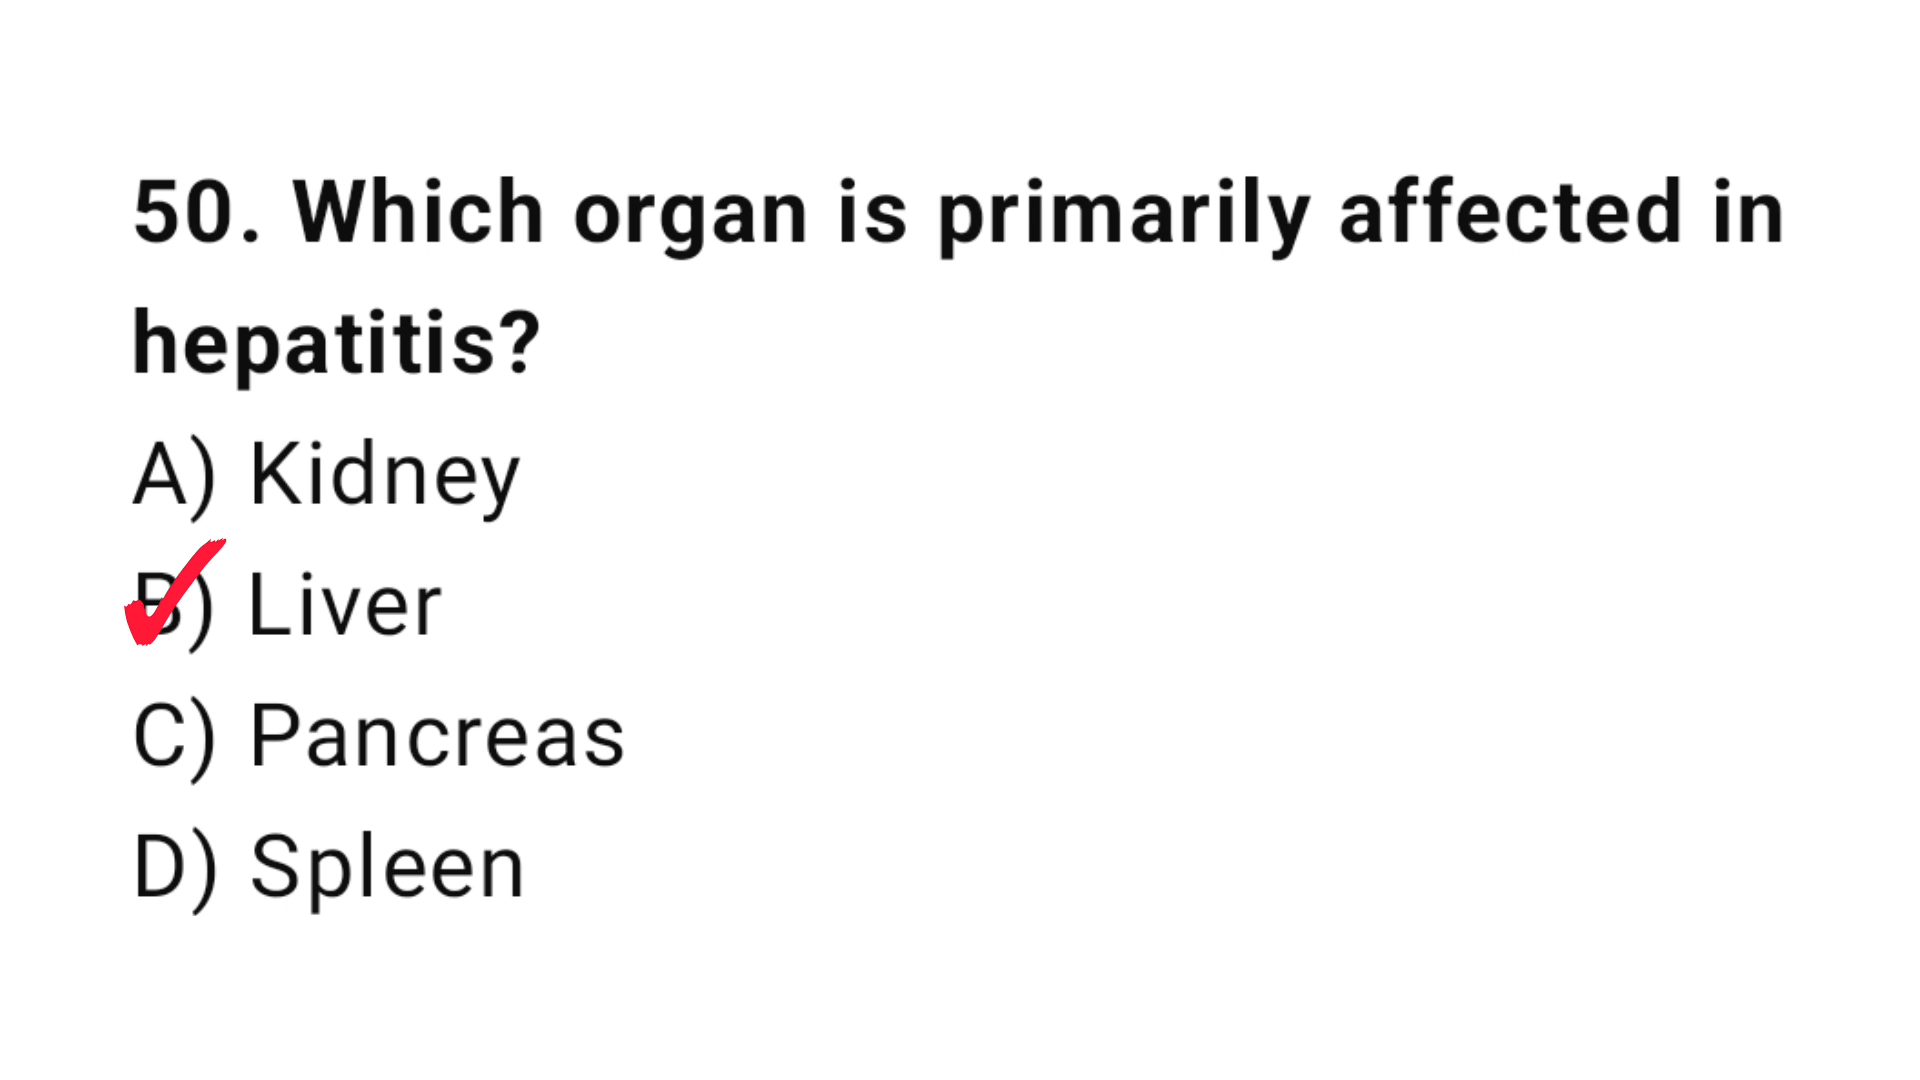 50. Which organ is primarily affected in
hepatitis?
A) Kidney
B) Liver
C) Pancreas
D) Spleen